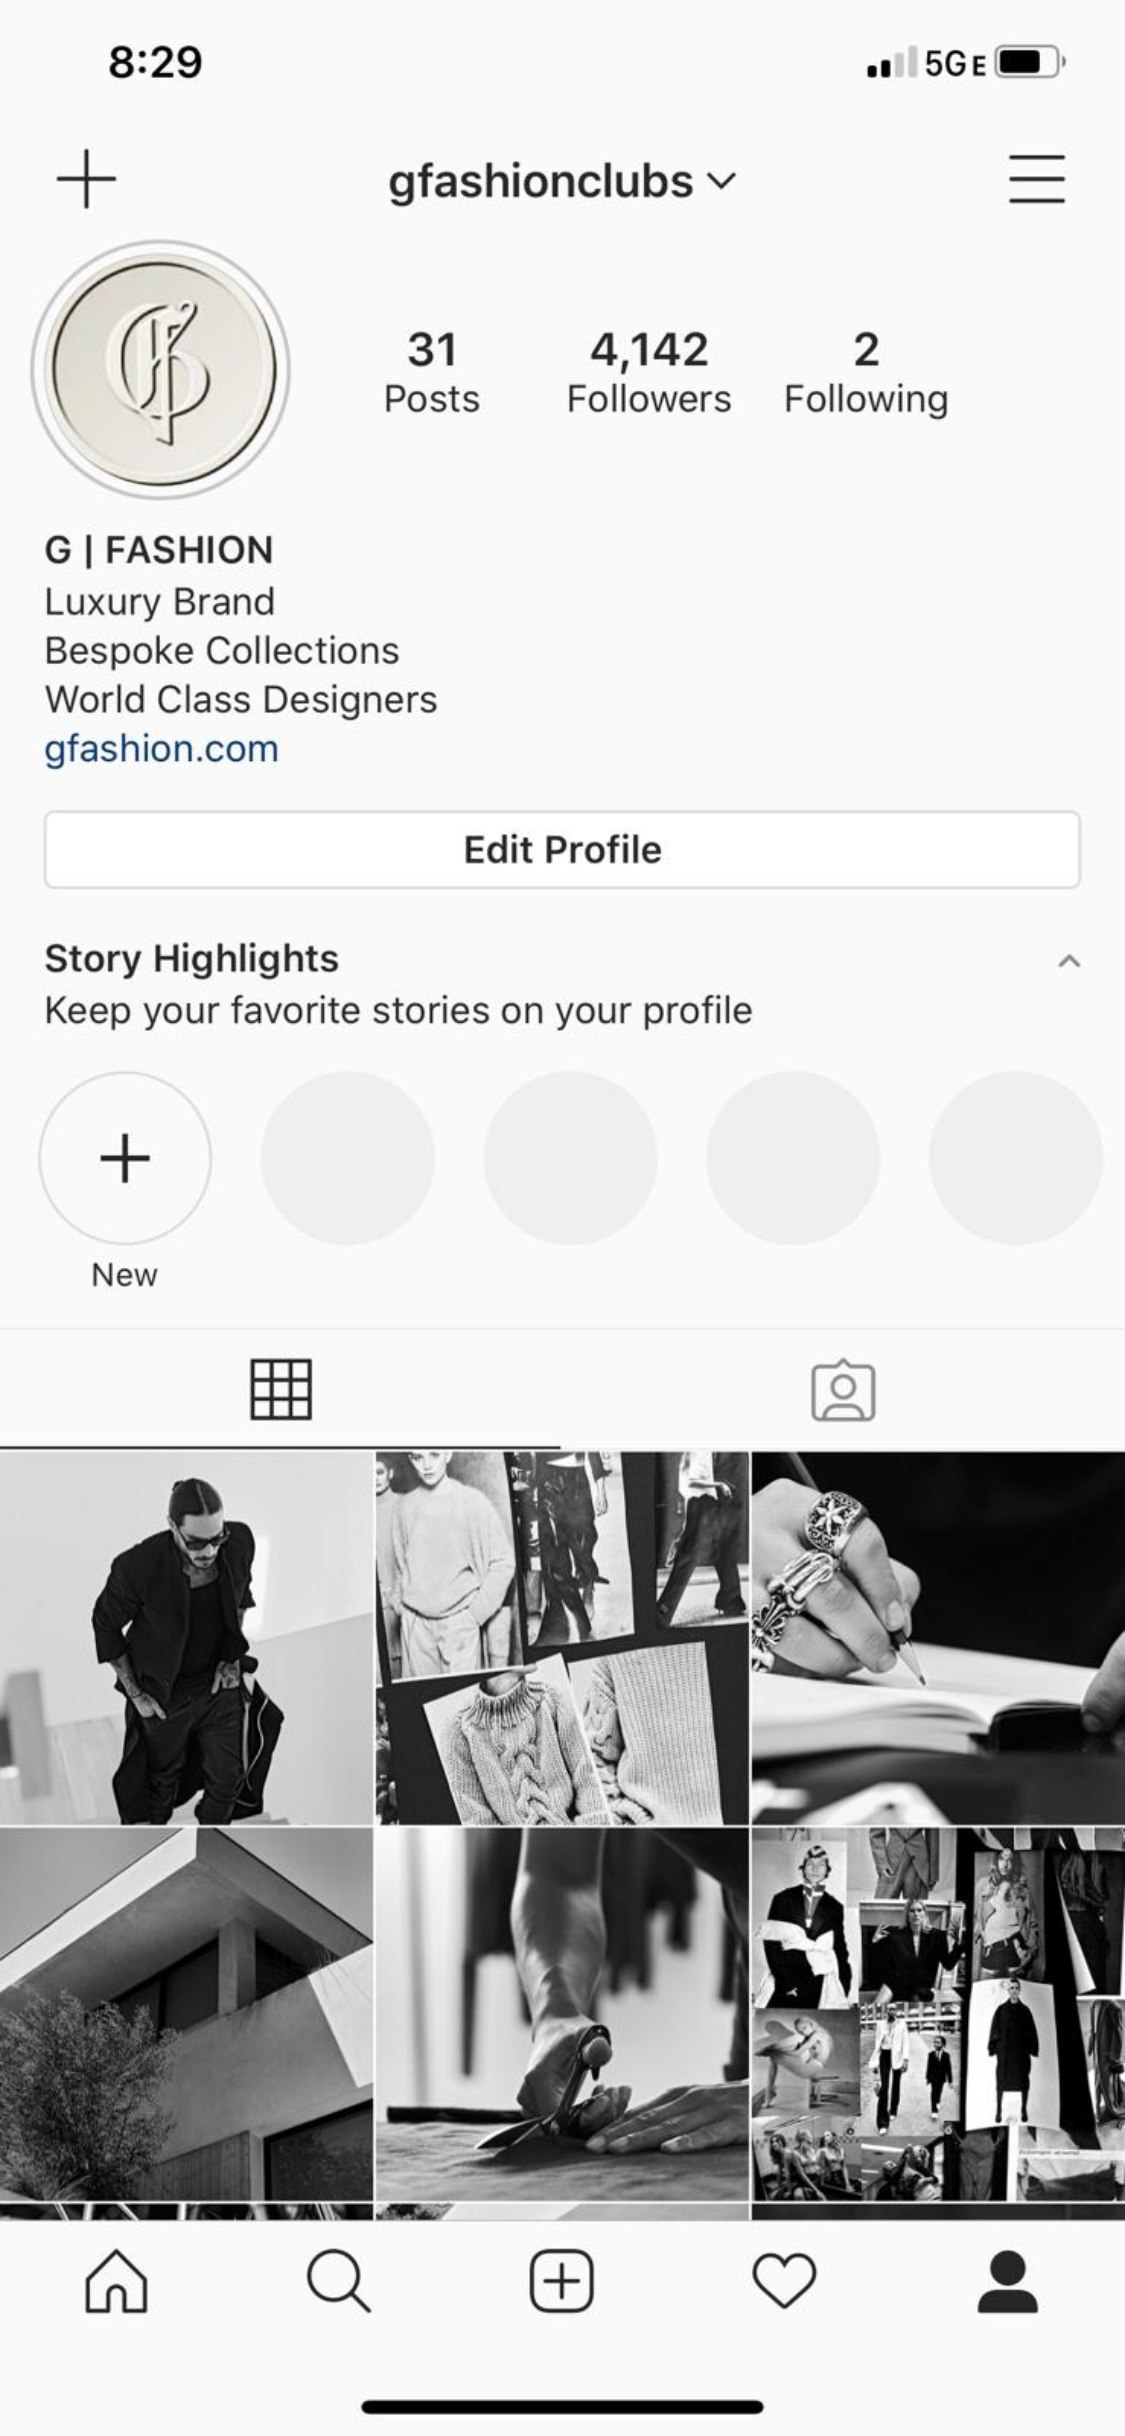 8:29
5GE
gfashionclubs
31 4,142 2
Posts Followers Following
G | FASHION
Luxury Brand
Bespoke Collections
World Class Designers
gfashion.com
Edit Profile
Story Highlights
Keep your favorite stories on your profile
New